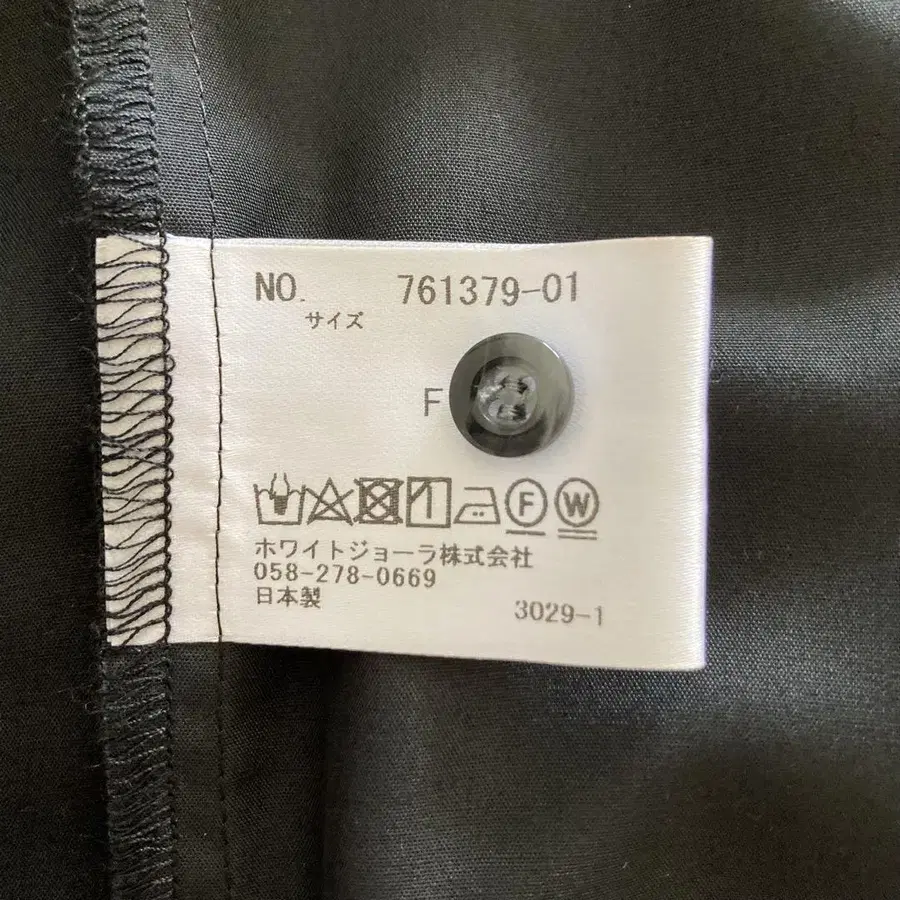 NO. 761379-01
サイズ
F
F W
ホワイトジョーラ株式会社
058-278-0669
日本製 3029-1